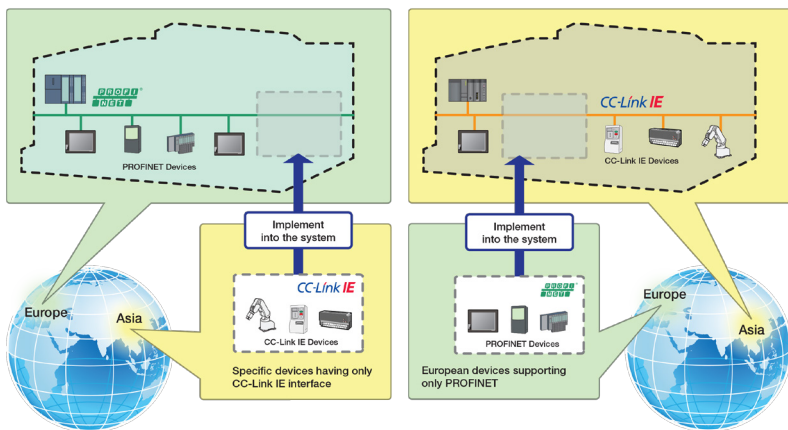 PROFI
NET
PROFINET Devices
Implement
into the system
CC-Link IE
CC-Link IE Devices
Specific devices having only
CC-Link IE interface
Europe
Asia
CC-Link IE
CC-Link IE Devices
Implement
into the system
PROFI
NET
PROFINET Devices
European devices supporting
only PROFINET
Europe
Asia